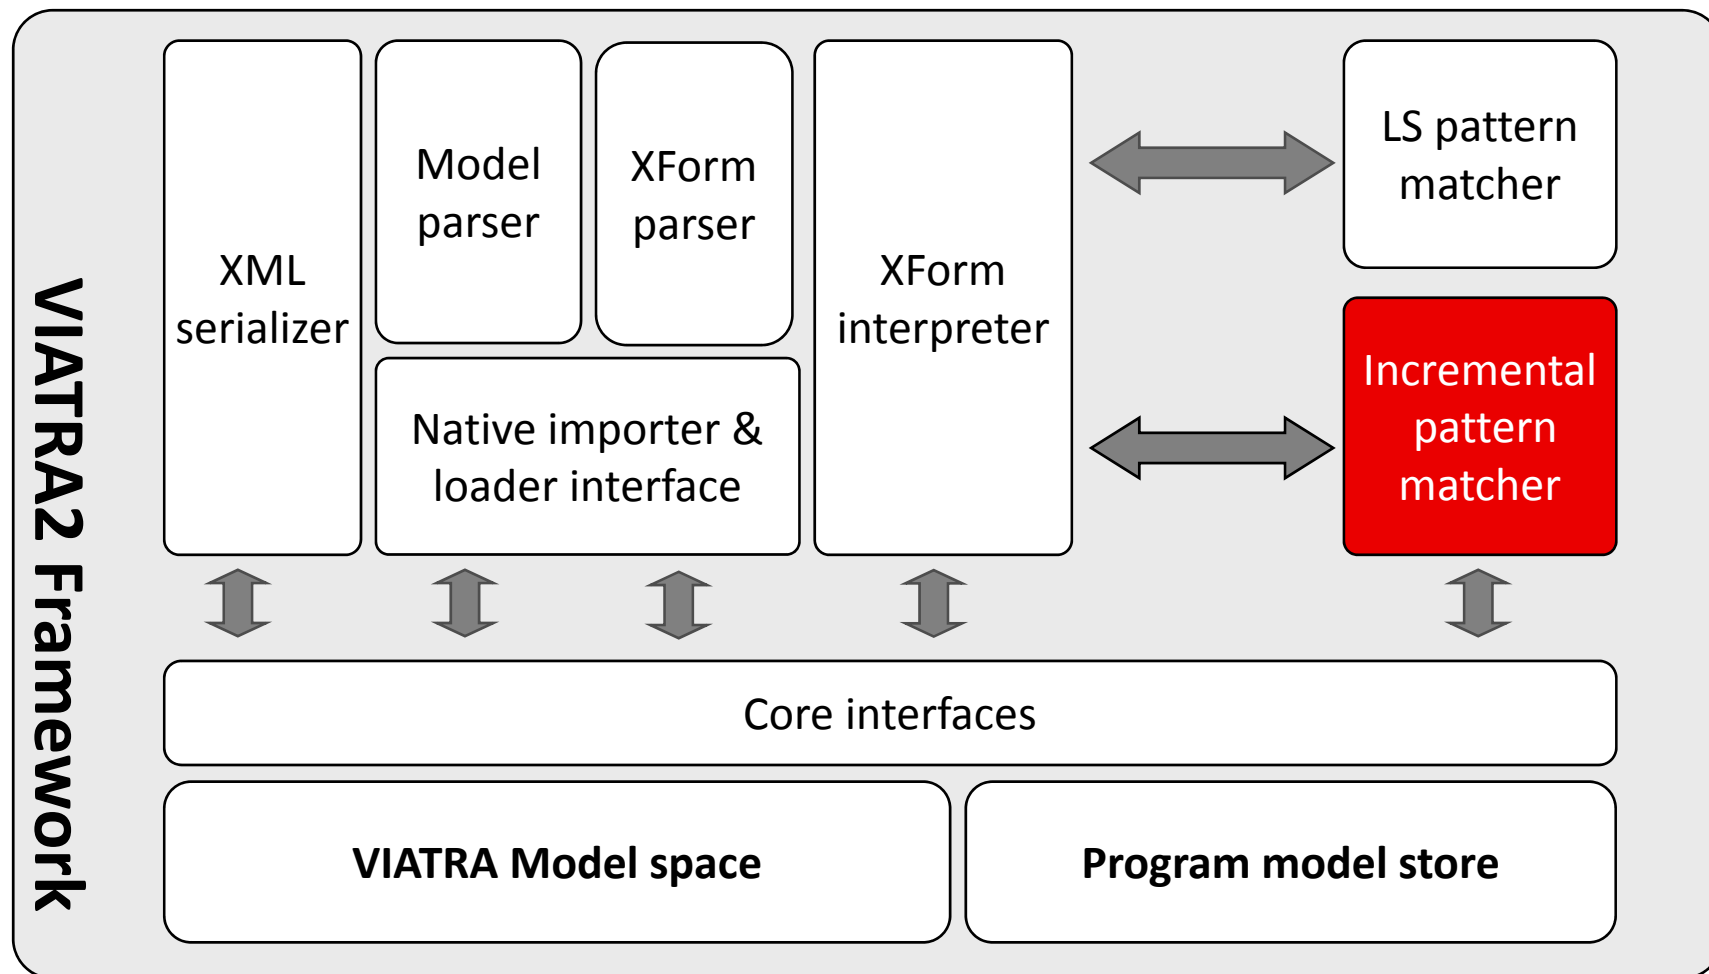 VIATRA2 Framework
XML
serializer
Model
parser
XForm
parser
Native importer &
loader interface
XForm
interpreter
LS pattern
matcher
Incremental
pattern
matcher
Core interfaces
VIATRA Model space
Program model store